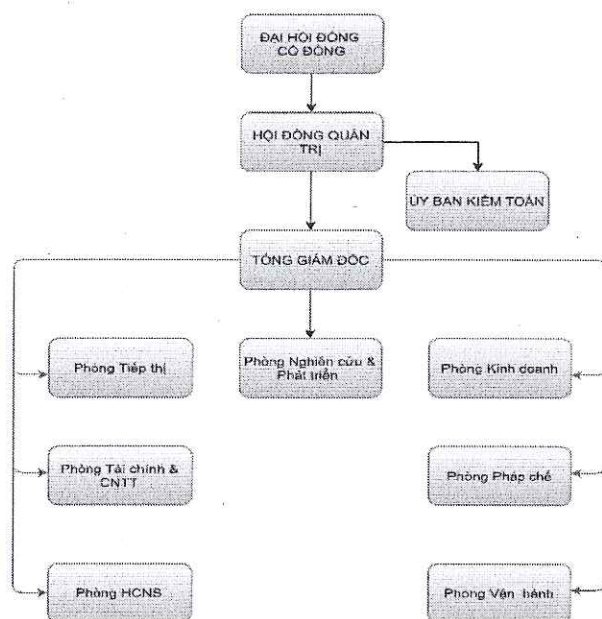 ĐẠI HỘI ĐỒNG
CỔ ĐÔNG
HỘI ĐỒNG QUẢN
TRỊ
ỦY BAN KIỂM TOÁN
TỔNG GIÁM ĐỐC
Phòng Tiếp thị
Phòng Nghiên cứu &
Phát triển
Phòng Kinh doanh
Phòng Tài chính &
CNTT
Phòng Pháp chế
Phòng HCNS
Phòng Vận hành